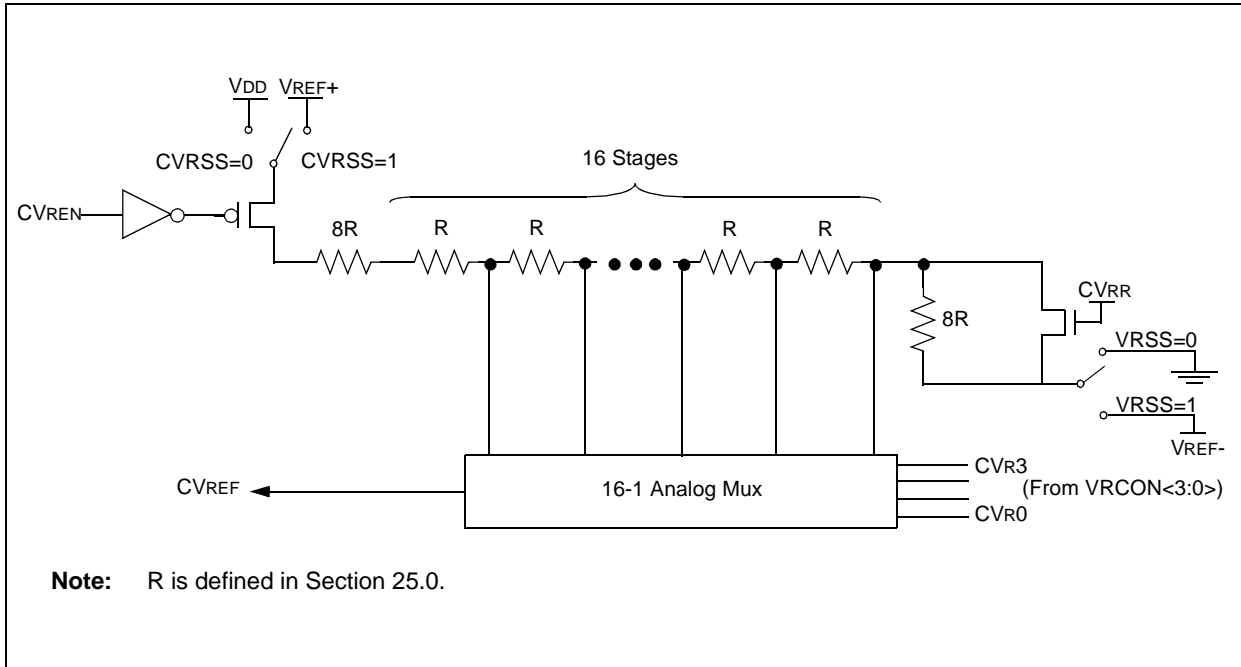 VDD VREF+
CVRSS=0 CVRSS=1
16 Stages
CVREN
8R R R R R
CVRR
8R
VRSS=0
VRSS=1
VREF-
CVREF
16-1 Analog Mux
CVR3
(From VRCON<3:0>)
CVR0
Note: R is defined in Section 25.0.